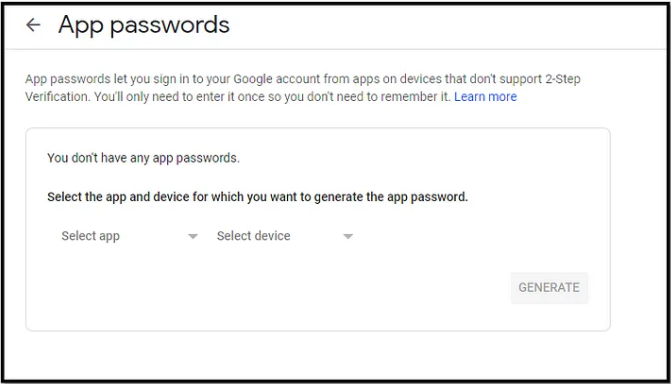 App passwords
App passwords let you sign in to your Google account from apps on devices that don't support 2-Step
Verification. You'll only need to enter it once so you don't need to remember it. Learn more
You don't have any app passwords.
Select the app and device for which you want to generate the app password.
Select app Select device
GENERATE